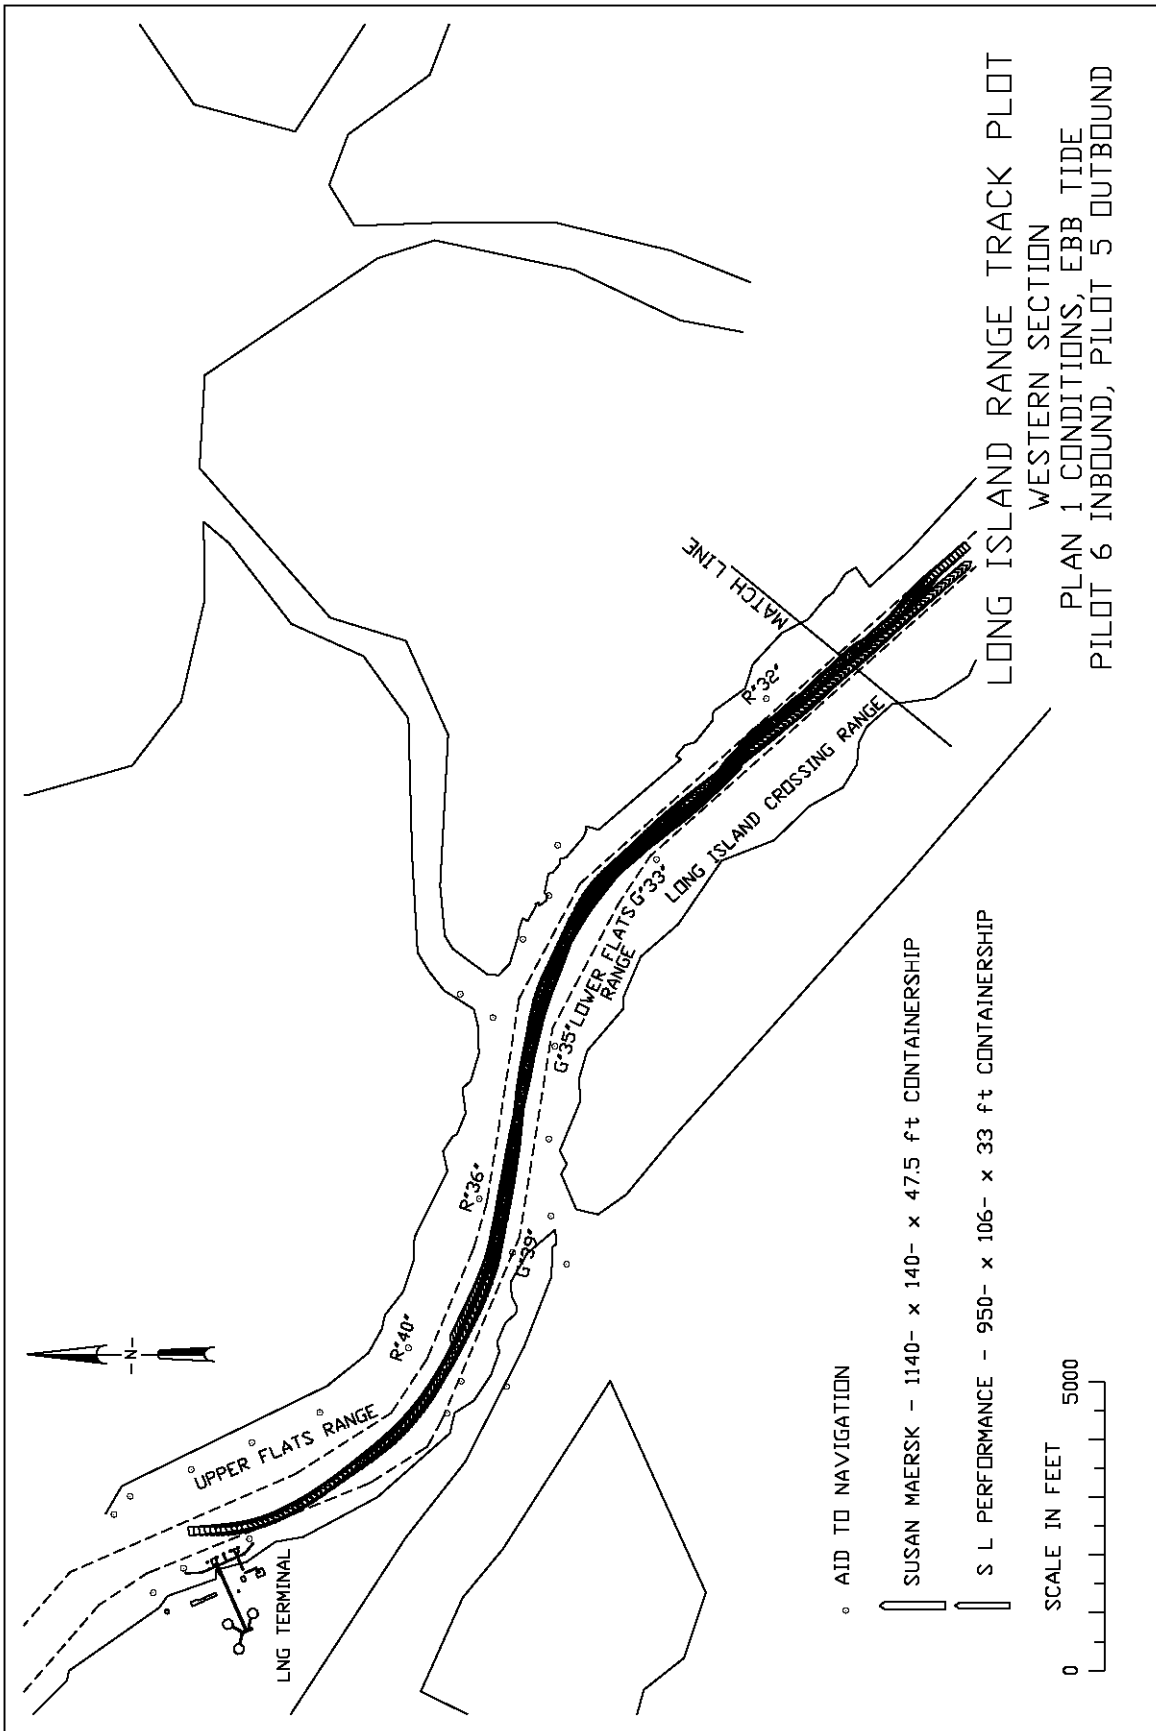 -N-
UPPER FLATS RANGE
LNG TERMINAL
R"40"
R"36"
G"39"
G"35"
LOWER FLATS
RANGE
G"33"
LONG ISLAND CROSSING RANGE
R"32"
MATCH LINE
AID TO NAVIGATION
SUSAN MAERSK - 1140- x 140- x 47.5 ft CONTAINERSHIP
S L PERFORMANCE - 950- x 106- x 33 ft CONTAINERSHIP
SCALE IN FEET
0 5000
LONG ISLAND RANGE TRACK PLOT
WESTERN SECTION
PLAN 1 CONDITIONS, EBB TIDE
PILOT 6 INBOUND, PILOT 5 OUTBOUND